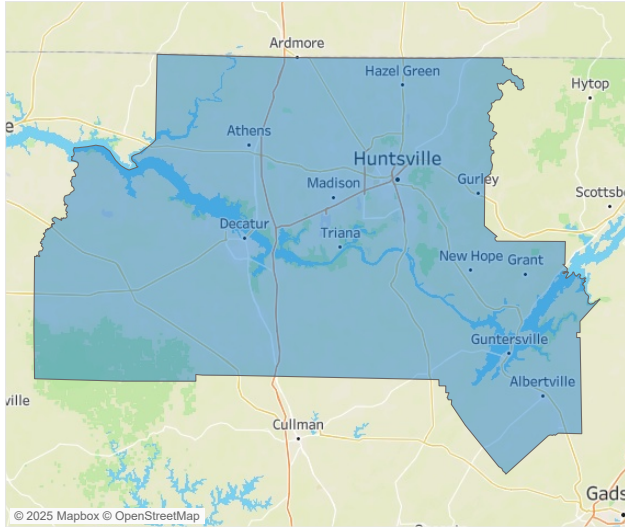 Ardmore
Hazel Green
Hytop
e
Athens
Huntsville
Madison
Gurley
Scottsb
Decatur
Triana
New Hope
Grant
Guntersville
Albertville
ville
Cullman
Gads
© 2025 Mapbox © OpenStreetMap